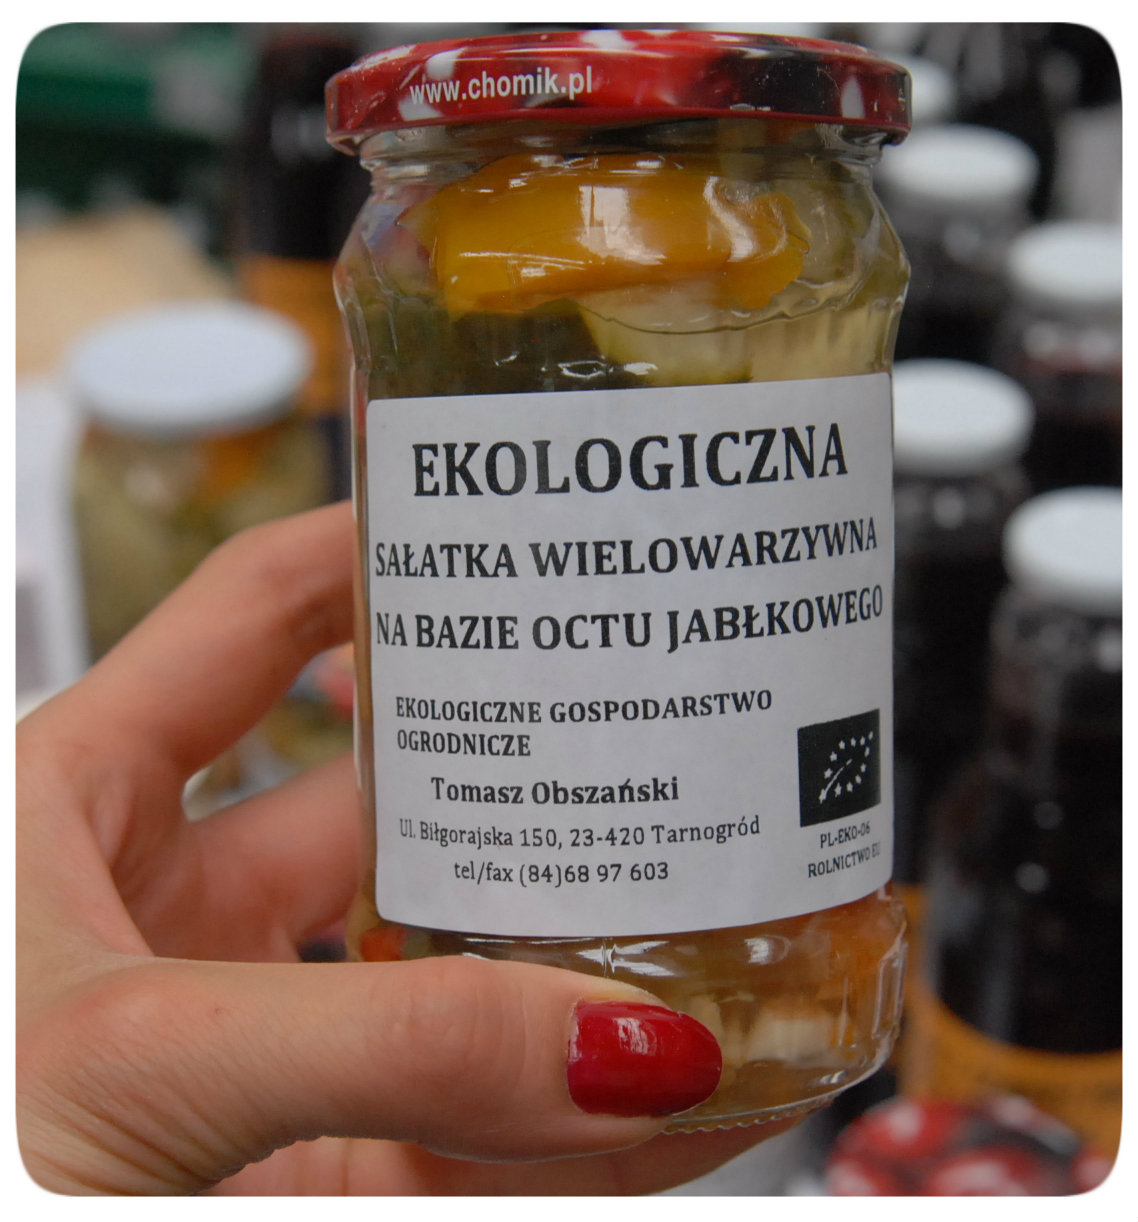 www.chomik.pl
EKOLOGICZNA
SAŁATKA WIELOWARZYWNA
NA BAZIE OCTU JABŁKOWEGO
EKOLOGICZNE GOSPODARSTWO
OGRODNICZE
Tomasz Obszański
Ul. Biłgorajska 150, 23-420 Tarnogród
tel/fax (84)68 97 603
PL-EKO-06
ROLNICTWO EU